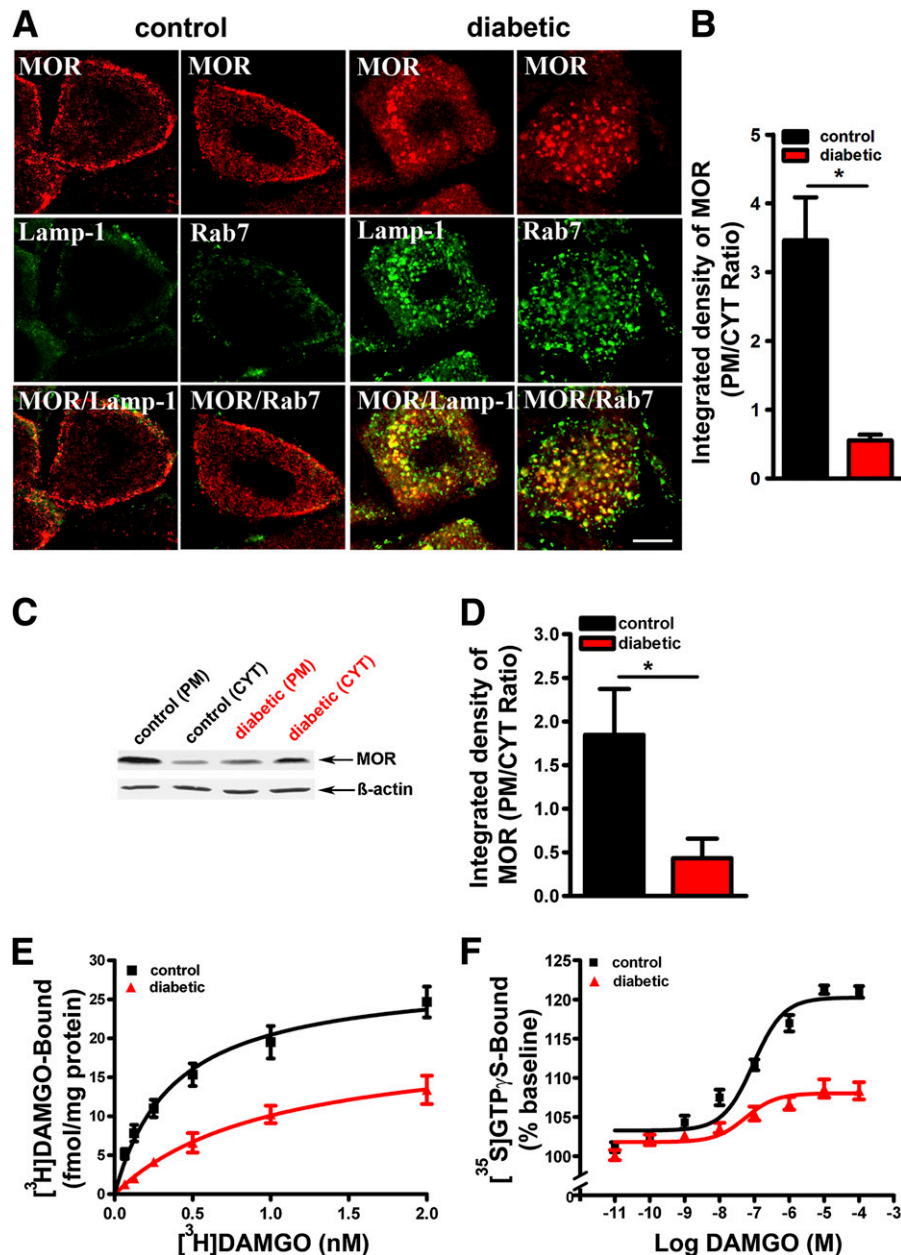 A
control
diabetic
MOR
MOR
MOR
MOR
Lamp-1
Rab7
Lamp-1
Rab7
MOR/Lamp-1
MOR/Rab7
MOR/Lamp-1
MOR/Rab7
B
Integrated density of MOR
(PM/CYT Ratio)
5
4
3
2
1
0
control
diabetic
*
C
control (PM)
control (CYT)
diabetic (PM)
diabetic (CYT)
MOR
ß-actin
D
Integrated density of
MOR (PM/CYT Ratio)
3.0
2.5
2.0
1.5
1.0
0.5
0.0
control
diabetic
*
E
[³H]DAMGO-Bound
(fmol/mg protein)
30
25
20
15
10
5
0
control
diabetic
0.0 0.5 1.0 1.5 2.0
[³H]DAMGO (nM)
F
[³⁵S]GTPγS-Bound
(% baseline)
125
120
115
110
105
100
0
control
diabetic
-11 -10 -9 -8 -7 -6 -5 -4 -3
Log DAMGO (M)